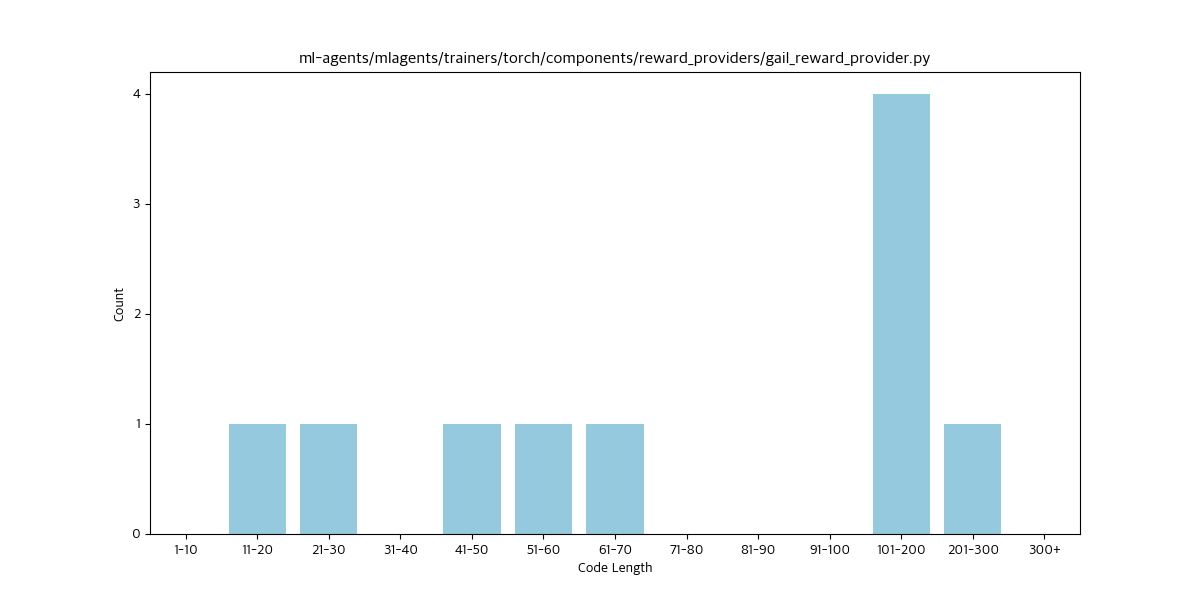 ml-agents/mlagents/trainers/torch/components/reward_providers/gail_reward_provider.py
4
3
2
1
0
Count
1-10 11-20 21-30 31-40 41-50 51-60 61-70 71-80 81-90 91-100 101-200 201-300 300+
Code Length